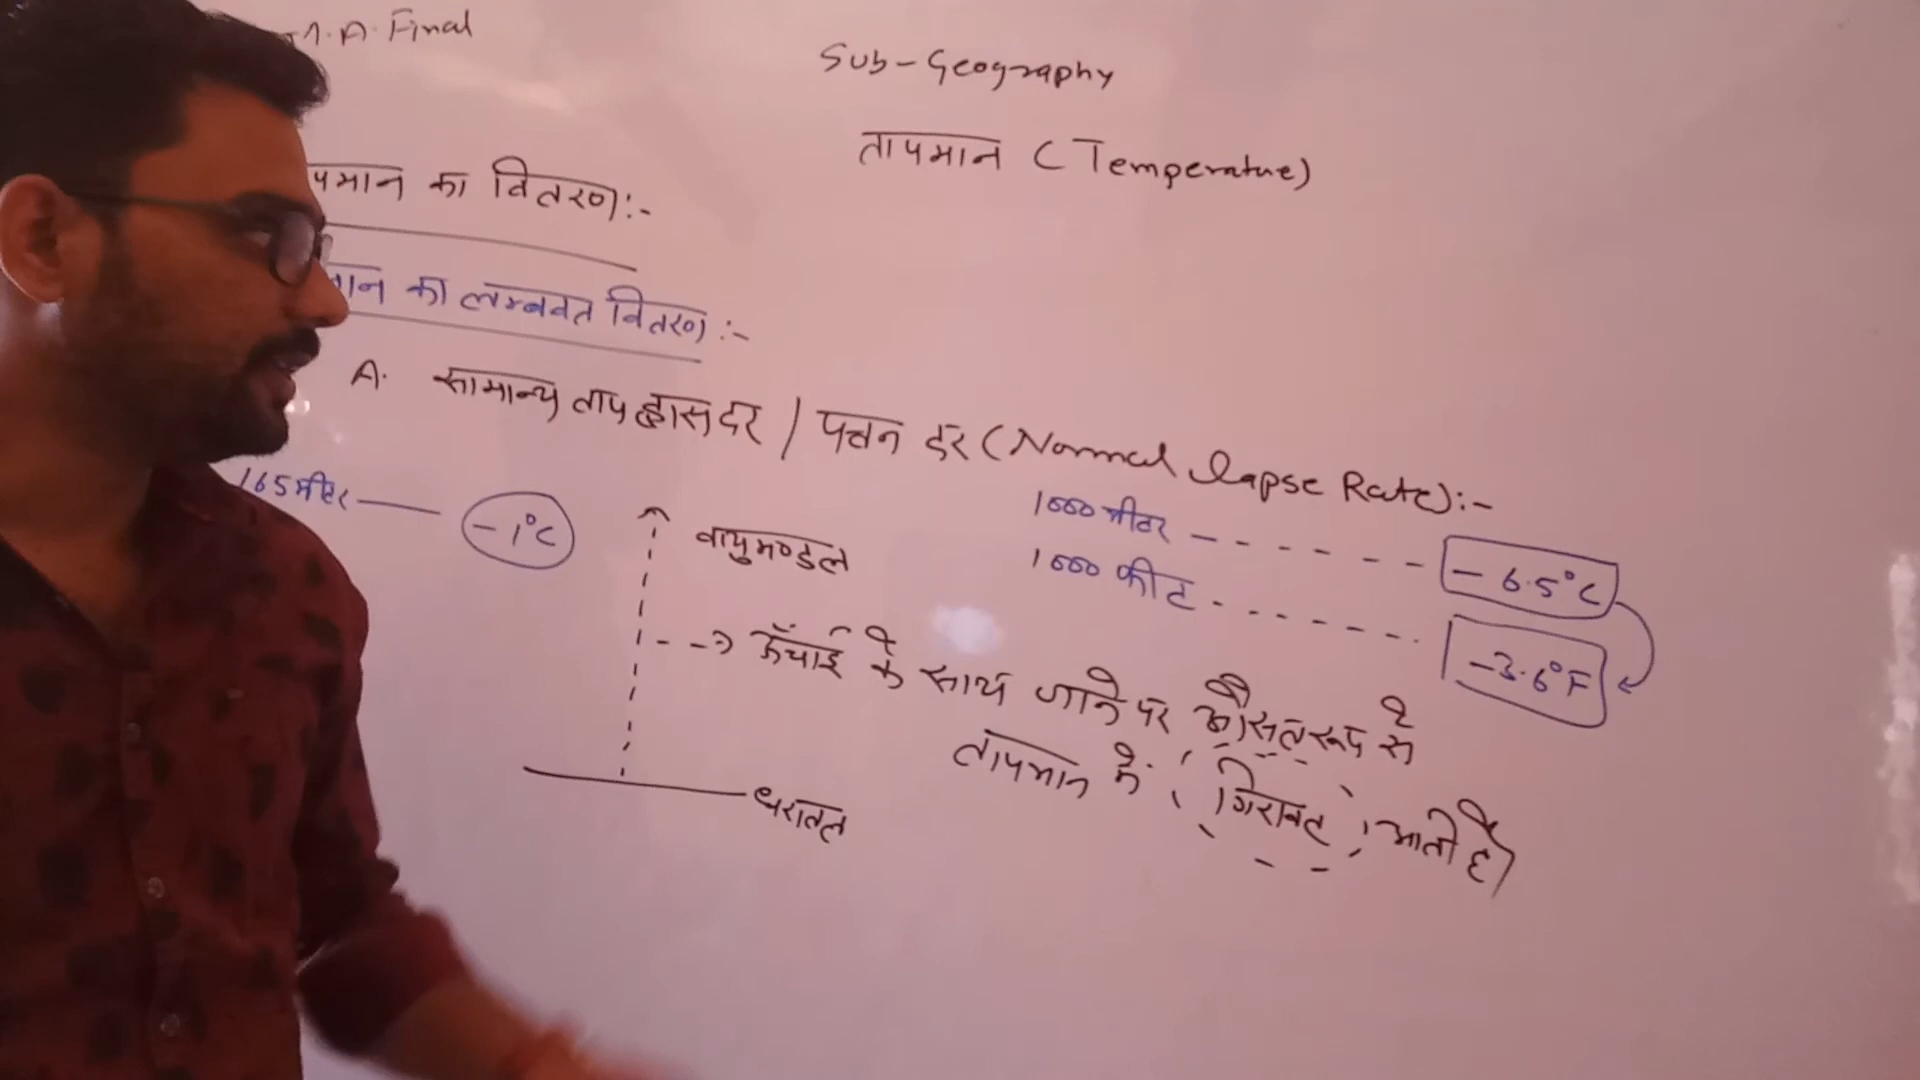 A. Final
Sub-Geography
तापमान (Temperature)
पमान का वितरण:-
मान का लम्बवत वितरण:-
A. सामान्य ताप ह्रास दर / पतन दर (Normal lapse Rate):-
165 मीटर — -1°C
1000 मीटर ------ -6.5°C
1000 फीट ------ -3.6°F
वायुमण्डल
--→ ऊँचाई के साथ जाने पर औसत रूप से
तापमान में गिरावट आती है।
धरातल